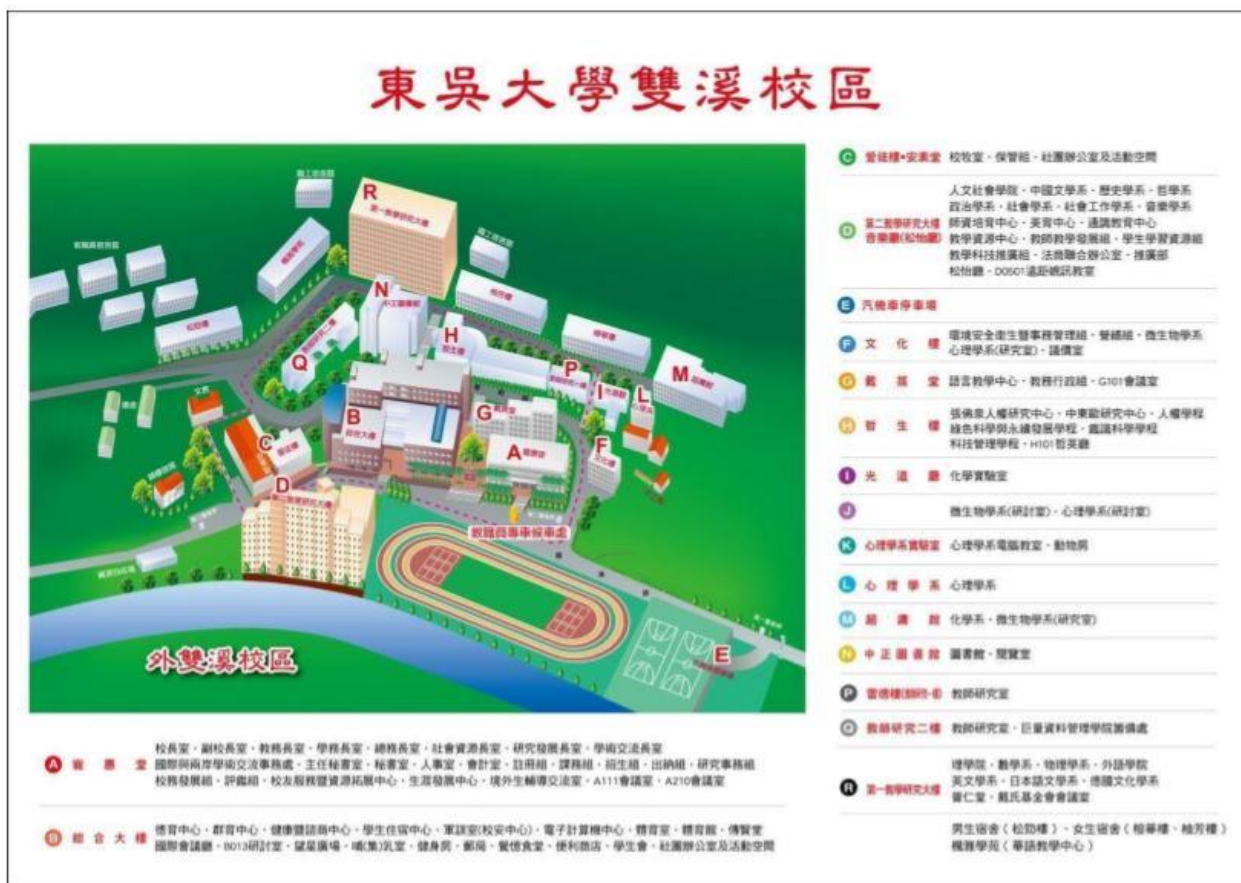 東吳大學雙溪校區
R
第一教學研究大樓
N
H
P
I
L
M
Q
B
綜合大樓
G
A
F
文化樓
C
D
第二教學研究大樓
教職員專車候車處
E
外雙溪校區
A 寵惠堂 校長室、副校長室、教務長室、學務長室、總務長室、社會資源長室、研究發展長室、學術交流長室
國際與兩岸學術交流事務處、主任秘書室、秘書室、人事室、會計室、註冊組、課務組、招生組、出納組、研究事務組
校務發展組、評鑑組、校友服務暨資源拓展中心、生涯發展中心、境外生輔導交流室、A111會議室、A210會議室
B 綜合大樓 德育中心、群育中心、健康暨諮商中心、學生住宿中心、軍訓室(校安中心)、電子計算機中心、體育室、體育館、傳賢堂
國際會議廳、B013研討室、望星廣場、哺(集)乳室、健身房、郵局、餐憶食堂、便利商店、學生會、社團辦公室及活動空間
C 愛徒樓•安素堂 校牧室、保管組、社團辦公室及活動空間
D 第二教學研究大樓 音樂廳(松怡廳) 人文社會學院、中國文學系、歷史學系、哲學系
政治學系、社會學系、社會工作學系、音樂學系
師資培育中心、美育中心、通識教育中心
教學資源中心、教師教學發展組、學生學習資源組
教學科技推廣組、法商聯合辦公室、推廣部
松怡廳、D0501遠距視訊教室
E 汽機車停車場
F 文化樓 環境安全衛生暨事務管理組、營繕組、微生物學系
心理學系(研究室)、議價室
G 戴蓀堂 語言教學中心、教務行政組、G101會議室
H 哲生樓 張佛泉人權研究中心、中東歐研究中心、人權學程
綠色科學與永續發展學程、鑑識科學學程
科技管理學程、H101哲英廳
I 光道廳 化學實驗室
J 微生物學系(研討室)、心理學系(研討室)
K 心理學系實驗室 心理學系電腦教室、動物房
L 心理學系 心理學系
M 超庸館 化學系、微生物學系(研究室)
N 中正圖書館 圖書館、閱覽室
P 教師研究室
Q 教師研究二樓 教師研究室、巨量資料管理學院籌備處
R 第一教學研究大樓 理學院、數學系、物理學系、外語學院
英文學系、日本語文學系、德國文化學系
普仁堂、戴氏基金會會議室
男生宿舍（松勁樓）、女生宿舍（榕華樓、柚芳樓）
楓雅學苑（華語教學中心）